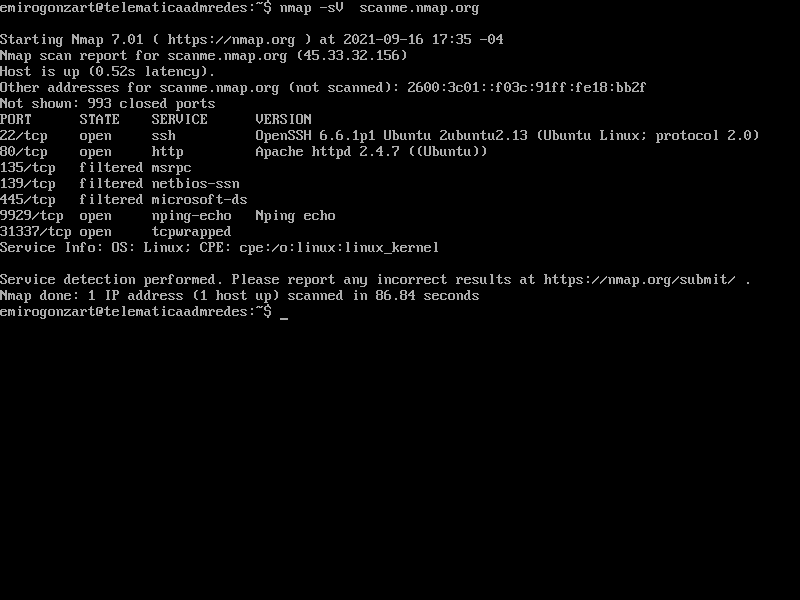 emirogonzart@telematicaadmredes:~$ nmap -sV  scanme.nmap.org
Starting Nmap 7.01 ( https://nmap.org ) at 2021-09-16 17:35 -04
Nmap scan report for scanme.nmap.org (45.33.32.156)
Host is up (0.52s latency).
Other addresses for scanme.nmap.org (not scanned): 2600:3c01::f03c:91ff:fe18:bb2f
Not shown: 993 closed ports
PORT      STATE    SERVICE      VERSION
22/tcp    open     ssh          OpenSSH 6.6.1p1 Ubuntu 2ubuntu2.13 (Ubuntu Linux; protocol 2.0)
80/tcp    open     http         Apache httpd 2.4.7 ((Ubuntu))
135/tcp   filtered msrpc
139/tcp   filtered netbios-ssn
445/tcp   filtered microsoft-ds
9929/tcp  open     nping-echo   Nping echo
31337/tcp open     tcpwrapped
Service Info: OS: Linux; CPE: cpe:/o:linux:linux_kernel
Service detection performed. Please report any incorrect results at https://nmap.org/submit/ .
Nmap done: 1 IP address (1 host up) scanned in 86.84 seconds
emirogonzart@telematicaadmredes:~$ _